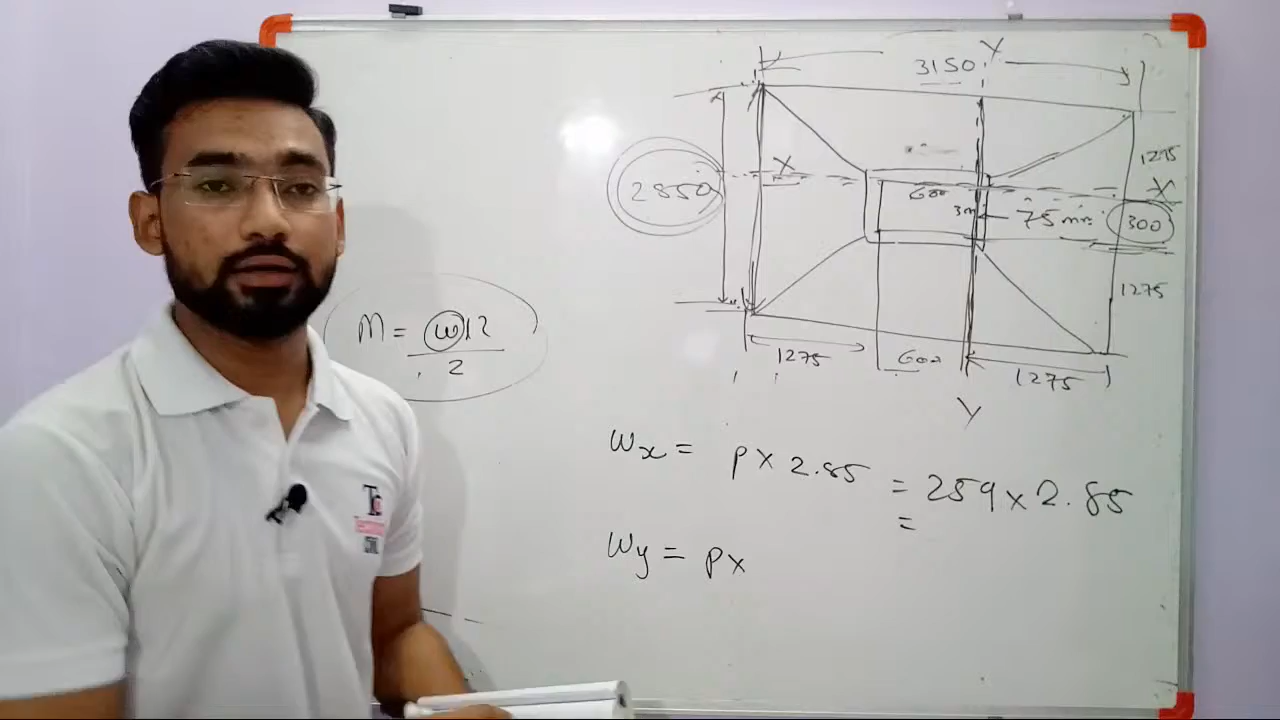 3150
Y
1275
X
X
2850
600
300
75 mm
1275
1275
600
1275
Y
M = wl2
2
Wx = P x 2.85 = 259 x 2.85
=
Wy = P x